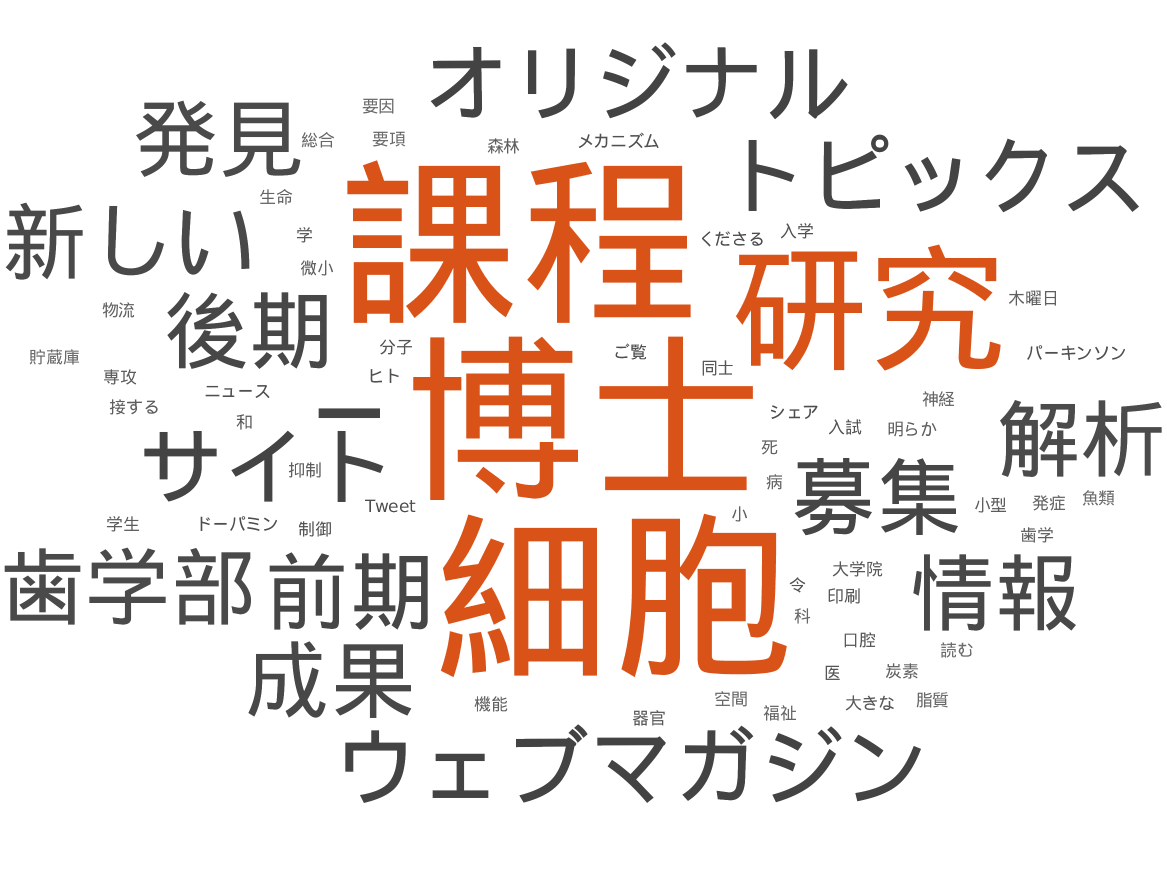 オリジナル
発見
要因
総合
要項
森林
メカニズム
トピックス
課程
生命
新しい
学
微小
くださる
入学
研究
木曜日
物流
後期
分子
ヒト
ご覧
同士
パーキンソン
貯蔵庫
専攻
接する
ニュース
和
博士
シェア
入試
神経
明らか
解析
サイト
抑制
死
病
募集
Tweet
小
小型
発症
魚類
歯学
学生
ドーパミン
制御
歯学部
前期
細胞
令
科
大学院
印刷
情報
口腔
読む
医
炭素
大きな
脂質
成果
機能
器官
空間
福祉
ウェブマガジン